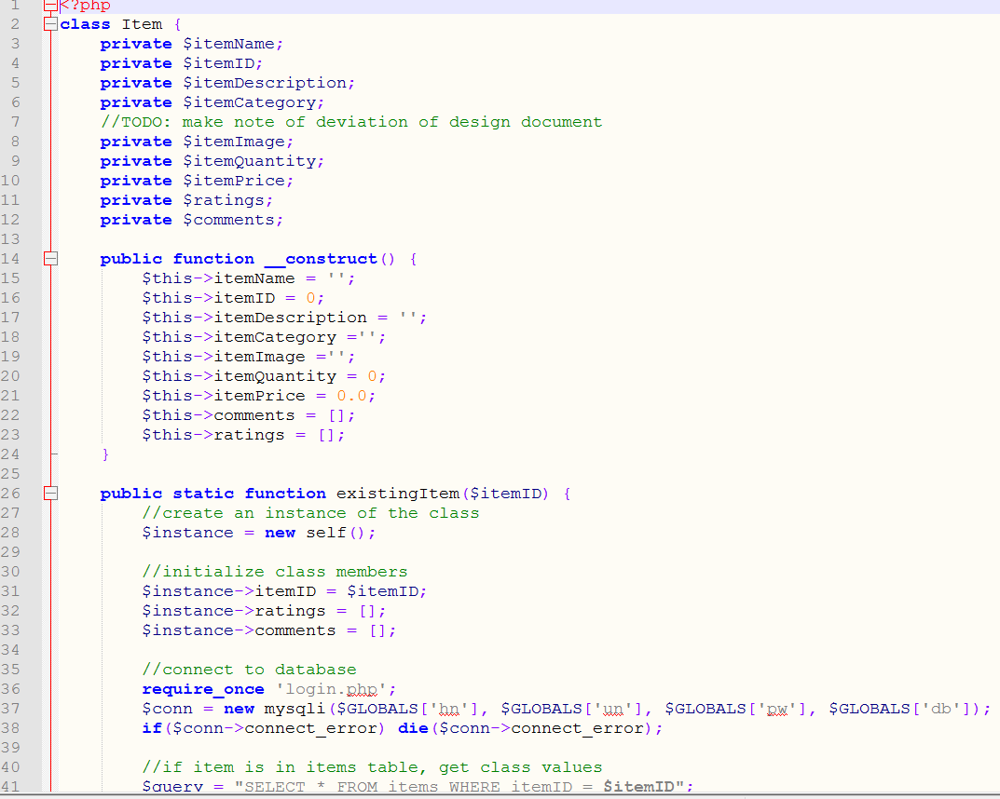 1 <?php
2 class Item {
3 private $itemName;
4 private $itemID;
5 private $itemDescription;
6 private $itemCategory;
7 //TODO: make note of deviation of design document
8 private $itemImage;
9 private $itemQuantity;
10 private $itemPrice;
11 private $ratings;
12 private $comments;
13
14 public function __construct() {
15 $this->itemName = '';
16 $this->itemID = 0;
17 $this->itemDescription = '';
18 $this->itemCategory ='';
19 $this->itemImage ='';
20 $this->itemQuantity = 0;
21 $this->itemPrice = 0.0;
22 $this->comments = [];
23 $this->ratings = [];
24 }
25
26 public static function existingItem($itemID) {
27 //create an instance of the class
28 $instance = new self();
29
30 //initialize class members
31 $instance->itemID = $itemID;
32 $instance->ratings = [];
33 $instance->comments = [];
34
35 //connect to database
36 require_once 'login.php';
37 $conn = new mysqli($GLOBALS['hn'], $GLOBALS['un'], $GLOBALS['pw'], $GLOBALS['db']);
38 if($conn->connect_error) die($conn->connect_error);
39
40 //if item is in items table, get class values
41 $query = "SELECT * FROM items WHERE itemID = $itemID";